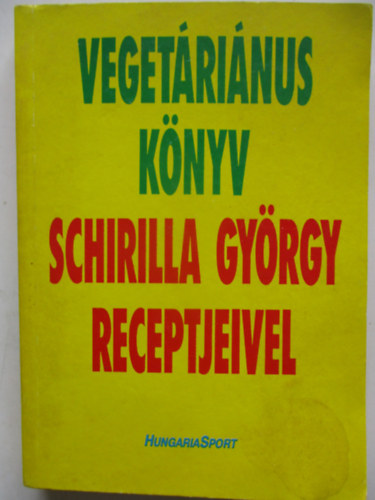 VEGETÁRIÁNUS
KÖNYV
SCHIRILLA GYÖRGY
RECEPTJEIVEL
HUNGARIASPORT